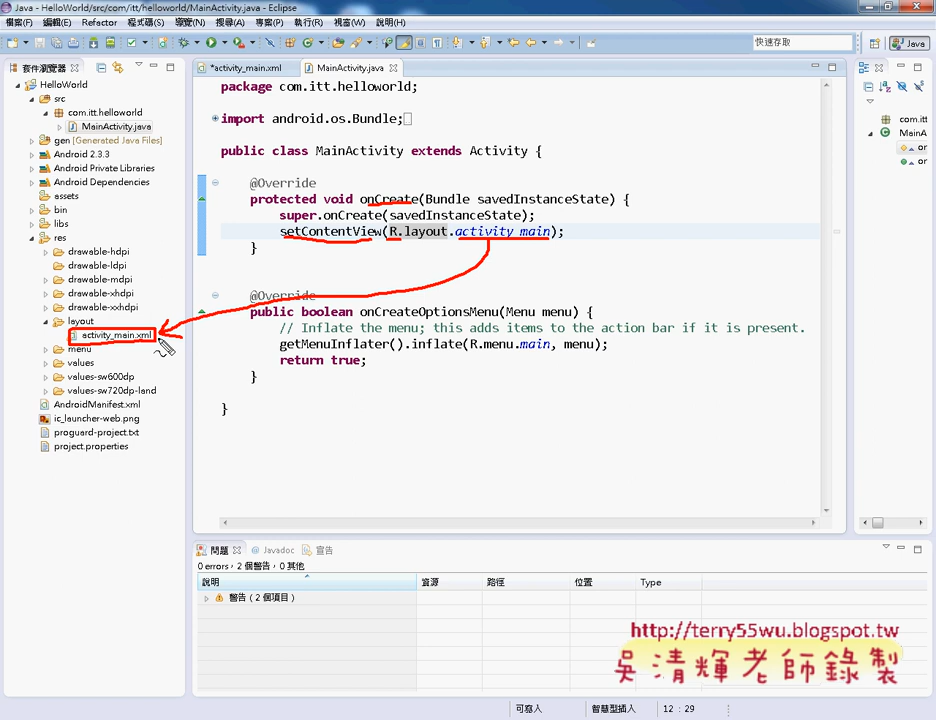 Java - HelloWorld/src/com/itt/helloworld/MainActivity.java - Eclipse
檔案(F) 編輯(E) Refactor 程式碼(S) 導覽(N) 搜尋(A) 專案(P) 執行(R) 視窗(W) 說明(H)
快速存取
Java
套件瀏覽器
HelloWorld
src
com.itt.helloworld
MainActivity.java
gen [Generated Java Files]
Android 2.3.3
Android Private Libraries
Android Dependencies
assets
bin
libs
res
drawable-hdpi
drawable-ldpi
drawable-mdpi
drawable-xhdpi
drawable-xxhdpi
layout
activity_main.xml
menu
values
values-sw600dp
values-sw720dp-land
AndroidManifest.xml
ic_launcher-web.png
proguard-project.txt
project.properties
*activity_main.xml
MainActivity.java
package com.itt.helloworld;
import android.os.Bundle;
public class MainActivity extends Activity {
@Override
protected void onCreate(Bundle savedInstanceState) {
super.onCreate(savedInstanceState);
setContentView(R.layout.activity_main);
}
@Override
public boolean onCreateOptionsMenu(Menu menu) {
// Inflate the menu; this adds items to the action bar if it is present.
getMenuInflater().inflate(R.menu.main, menu);
return true;
}
}
com.itt
MainA
or
or
問題 @ Javadoc 宣告
0 errors，2 個警告，0 其他
說明 資源 路徑 位置 Type
警告（2 個項目）
http://terry55wu.blogspot.tw
吳清輝老師錄製
可寫入 智慧型插入 12 : 29